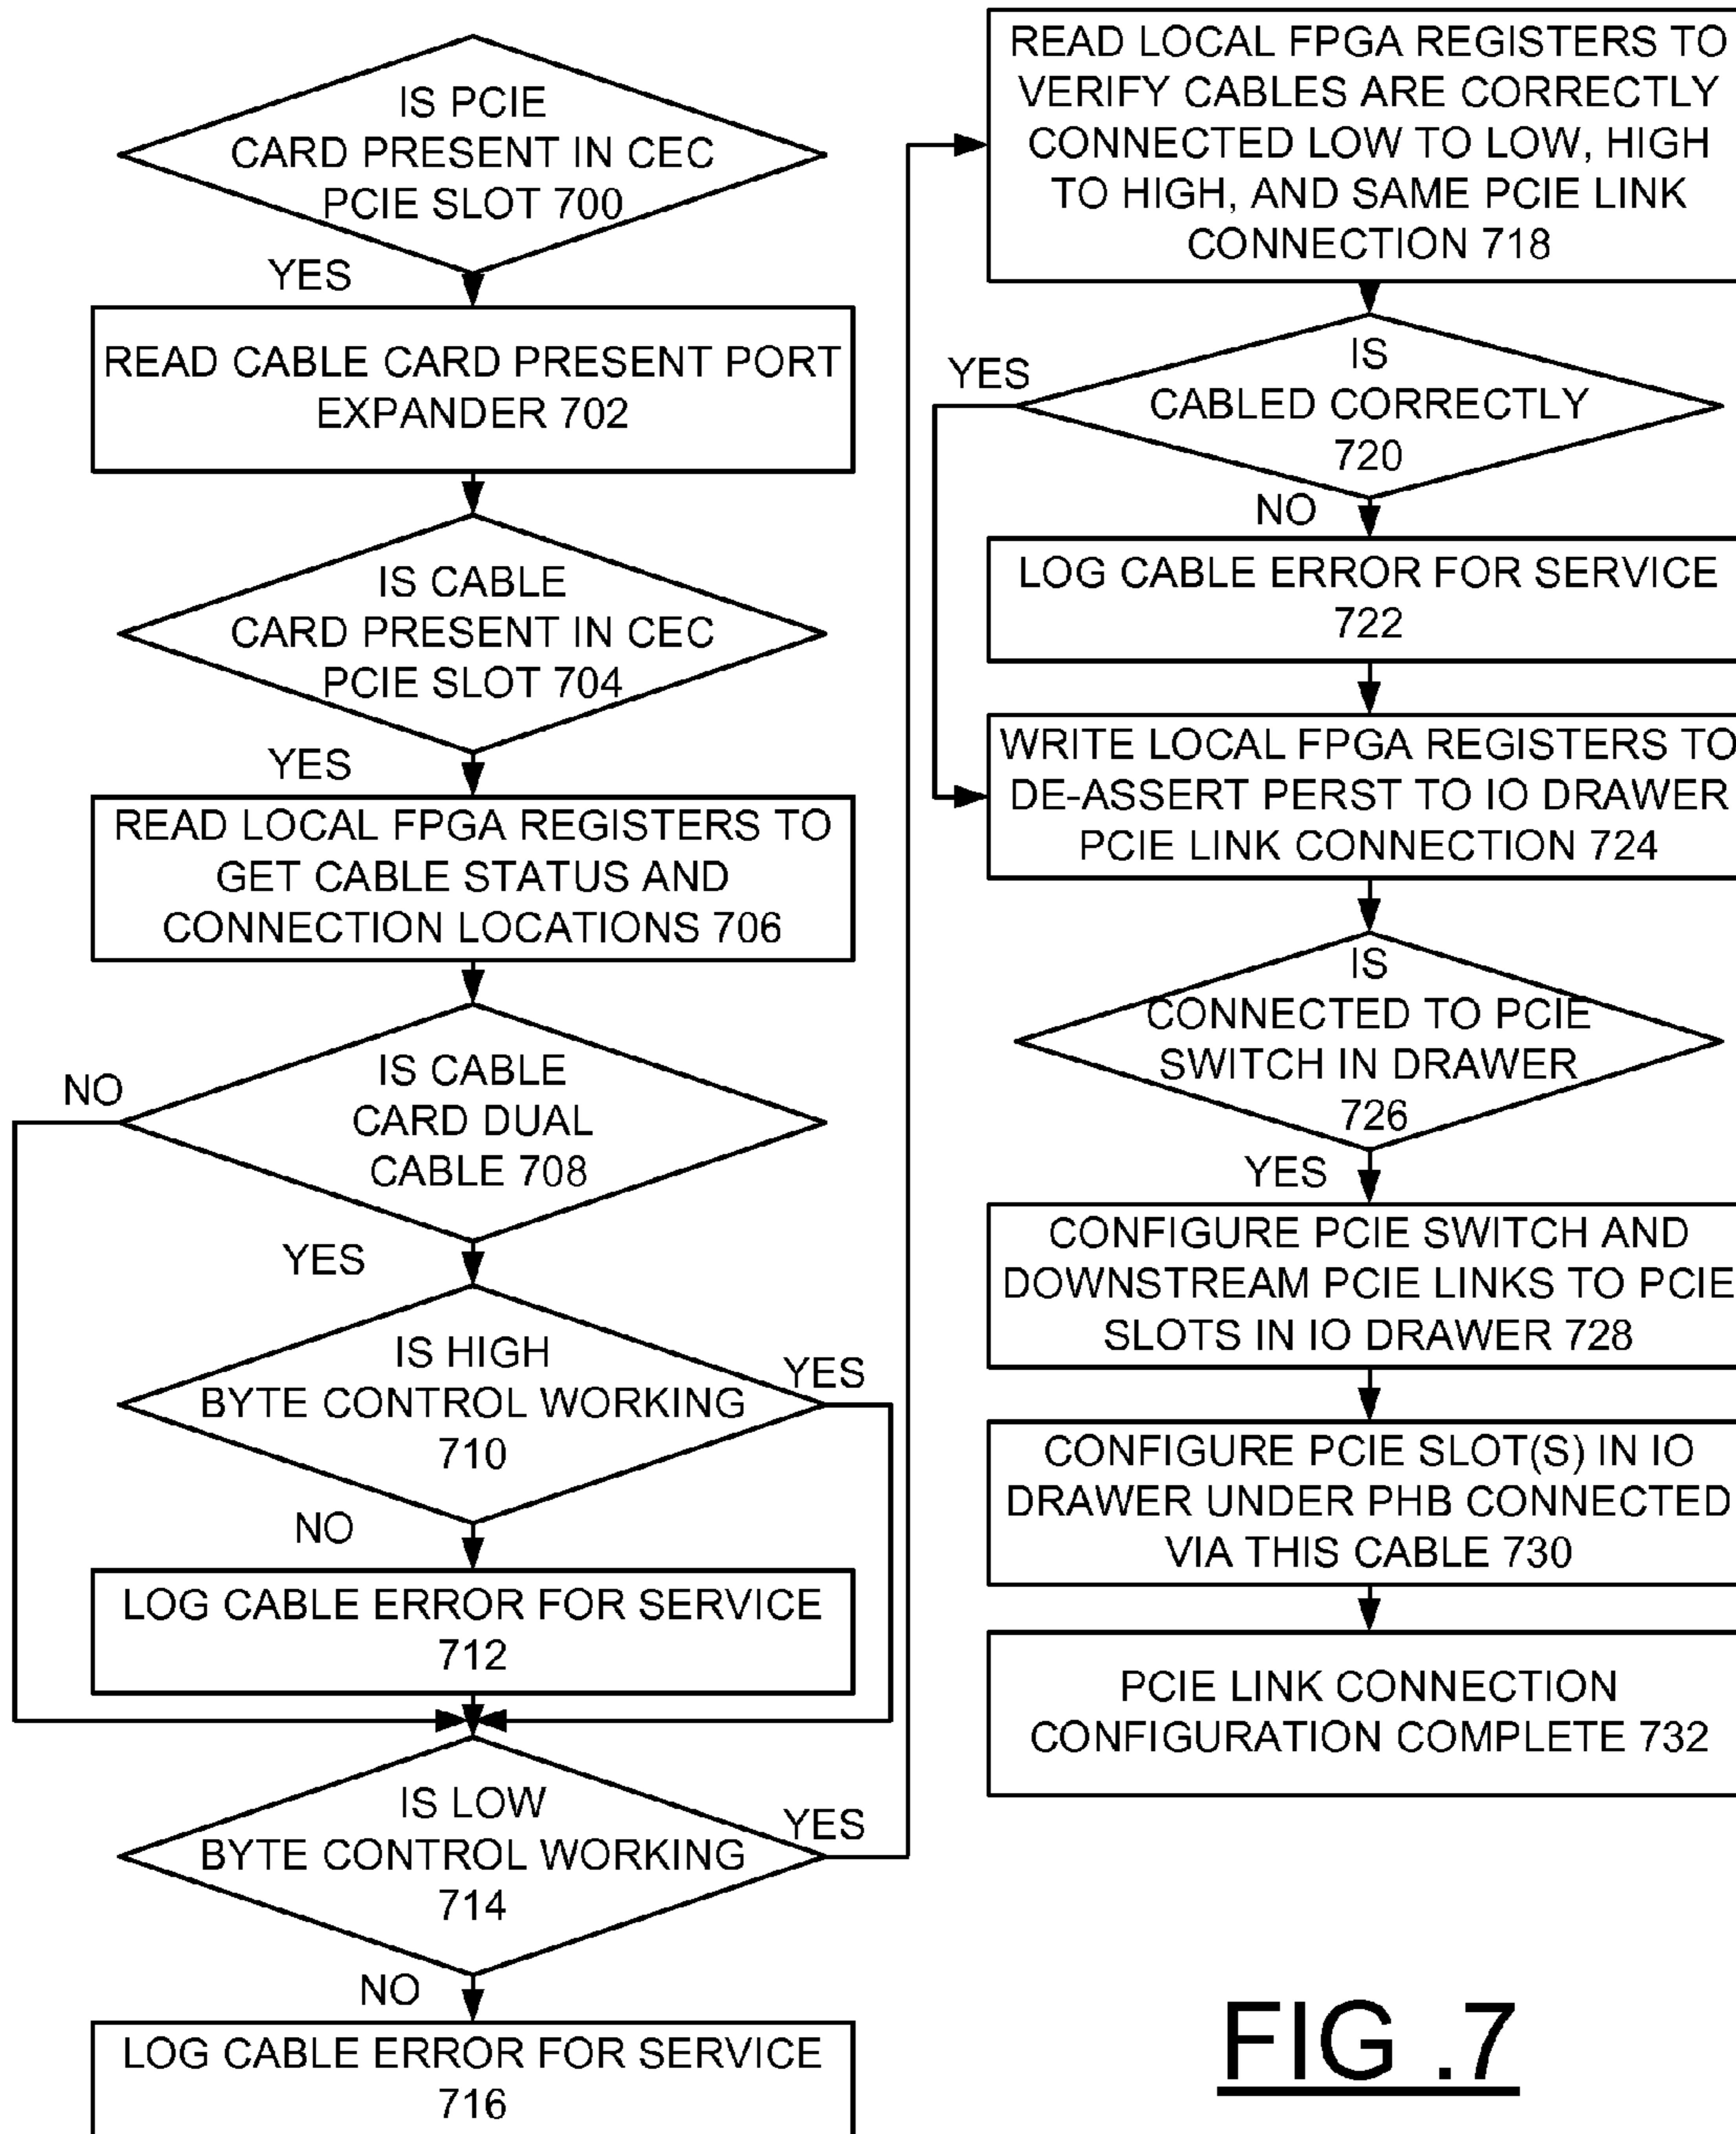 IS PCIE
CARD PRESENT IN CEC
PCIE SLOT 700
YES
READ CABLE CARD PRESENT PORT
EXPANDER 702
IS CABLE
CARD PRESENT IN CEC
PCIE SLOT 704
YES
READ LOCAL FPGA REGISTERS TO
GET CABLE STATUS AND
CONNECTION LOCATIONS 706
IS CABLE
CARD DUAL
CABLE 708
NO
YES
IS HIGH
BYTE CONTROL WORKING
710
YES
NO
LOG CABLE ERROR FOR SERVICE
712
IS LOW
BYTE CONTROL WORKING
714
YES
NO
LOG CABLE ERROR FOR SERVICE
716
READ LOCAL FPGA REGISTERS TO
VERIFY CABLES ARE CORRECTLY
CONNECTED LOW TO LOW, HIGH
TO HIGH, AND SAME PCIE LINK
CONNECTION 718
IS
CABLED CORRECTLY
720
YES
NO
LOG CABLE ERROR FOR SERVICE
722
WRITE LOCAL FPGA REGISTERS TO
DE-ASSERT PERST TO IO DRAWER
PCIE LINK CONNECTION 724
IS
CONNECTED TO PCIE
SWITCH IN DRAWER
726
YES
CONFIGURE PCIE SWITCH AND
DOWNSTREAM PCIE LINKS TO PCIE
SLOTS IN IO DRAWER 728
CONFIGURE PCIE SLOT(S) IN IO
DRAWER UNDER PHB CONNECTED
VIA THIS CABLE 730
PCIE LINK CONNECTION
CONFIGURATION COMPLETE 732
FIG .7